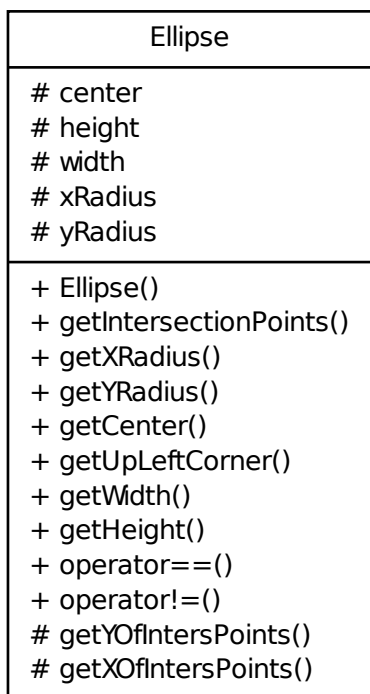 Ellipse
# center
# height
# width
# xRadius
# yRadius
+ Ellipse()
+ getIntersectionPoints()
+ getXRadius()
+ getYRadius()
+ getCenter()
+ getUpLeftCorner()
+ getWidth()
+ getHeight()
+ operator==()
+ operator!=()
# getYOfIntersPoints()
# getXOfIntersPoints()